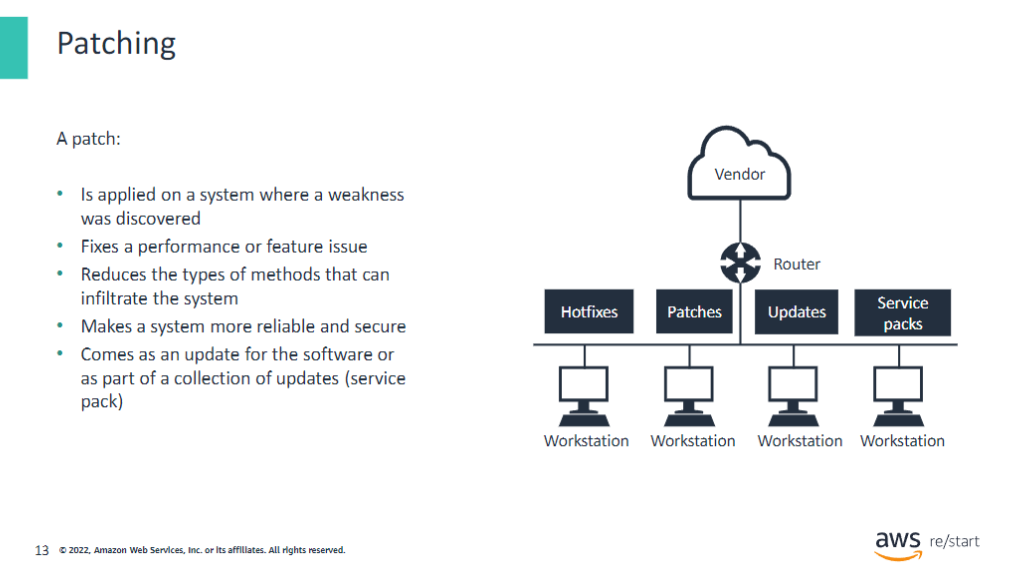 Patching
A patch:
• Is applied on a system where a weakness
was discovered
• Fixes a performance or feature issue
• Reduces the types of methods that can
infiltrate the system
• Makes a system more reliable and secure
• Comes as an update for the software or
as part of a collection of updates (service
pack)
Vendor
Router
Hotfixes
Patches
Updates
Service
packs
Workstation
Workstation
Workstation
Workstation
13
© 2022, Amazon Web Services, Inc. or its affiliates. All rights reserved.
aws re/start